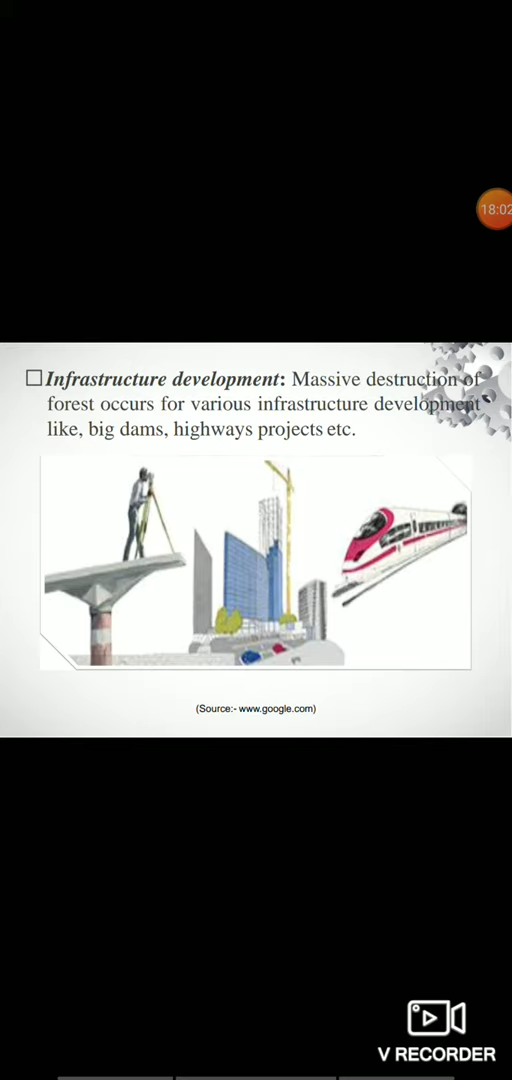 18:02
Infrastructure development: Massive destruction of
forest occurs for various infrastructure development
like, big dams, highways projects etc.
(Source:- www.google.com)
V RECORDER